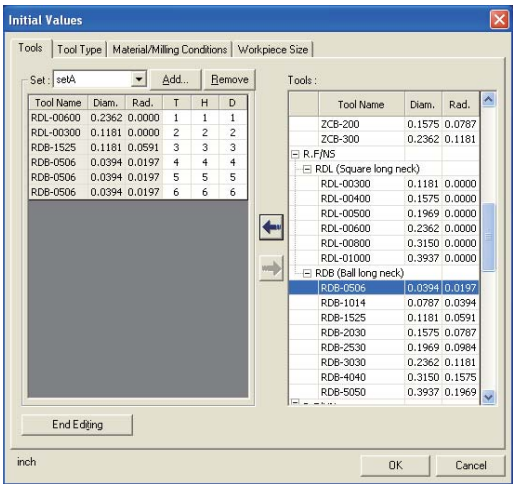 Initial Values
Tools Tool Type Material/Milling Conditions Workpiece Size
Set : setA Add... Remove
Tool Name Diam. Rad. T H D
RDL-00600 0.2362 0.0000 1 1 1
RDL-00300 0.1181 0.0000 2 2 2
RDB-1525 0.1181 0.0591 3 3 3
RDB-0506 0.0394 0.0197 4 4 4
RDB-0506 0.0394 0.0197 5 5 5
RDB-0506 0.0394 0.0197 6 6 6
Tools :
Tool Name Diam. Rad.
ZCB-200 0.1575 0.0787
ZCB-300 0.2362 0.1181
R.F/NS
RDL (Square long neck)
RDL-00300 0.1181 0.0000
RDL-00400 0.1575 0.0000
RDL-00500 0.1969 0.0000
RDL-00600 0.2362 0.0000
RDL-00800 0.3150 0.0000
RDL-01000 0.3937 0.0000
RDB (Ball long neck)
RDB-0506 0.0394 0.0197
RDB-1014 0.0787 0.0394
RDB-1525 0.1181 0.0591
RDB-2030 0.1575 0.0787
RDB-2530 0.1969 0.0984
RDB-3030 0.2362 0.1181
RDB-4040 0.3150 0.1575
RDB-5050 0.3937 0.1969
End Editing
inch
OK Cancel